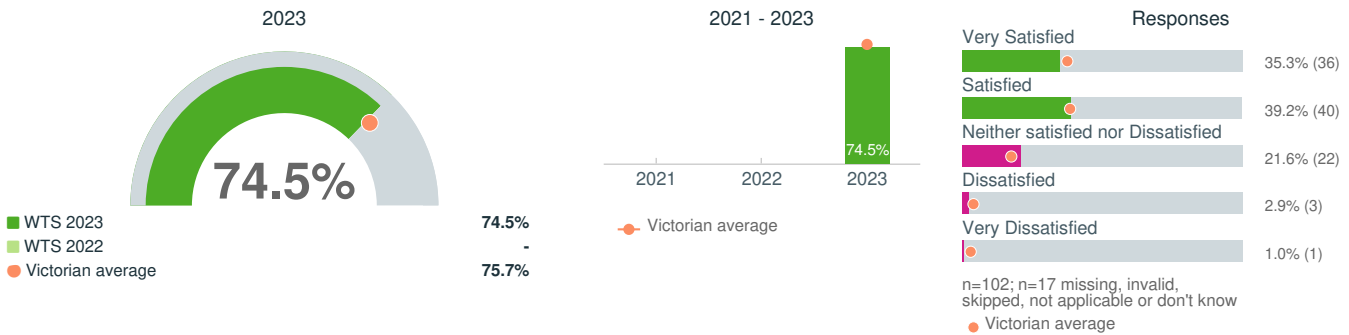 2023
74.5%
WTS 2023 74.5%
WTS 2022 -
Victorian average 75.7%
2021 - 2023
74.5%
2021 2022 2023
Victorian average
Responses
Very Satisfied
35.3% (36)
Satisfied
39.2% (40)
Neither satisfied nor Dissatisfied
21.6% (22)
Dissatisfied
2.9% (3)
Very Dissatisfied
1.0% (1)
n=102; n=17 missing, invalid,
skipped, not applicable or don't know
Victorian average